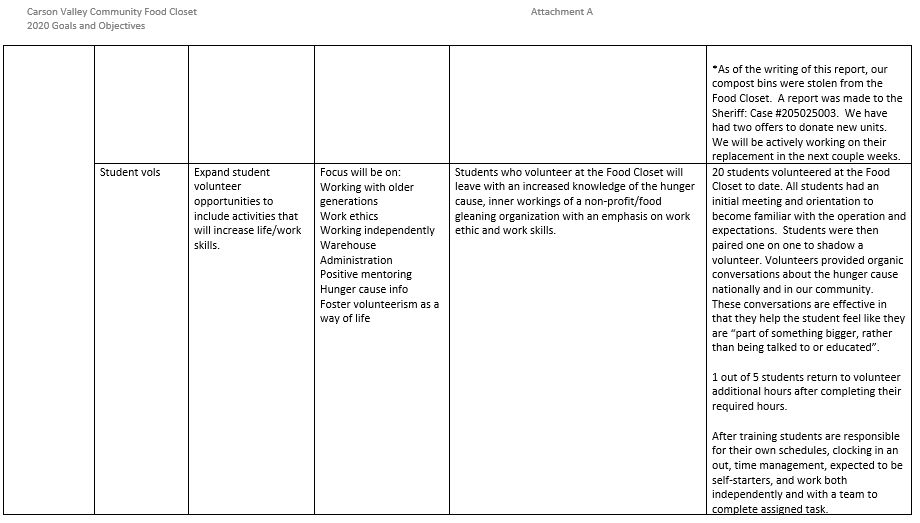 Carson Valley Community Food Closet
Attachment A
2020 Goals and Objectives
*As of the writing of this report, our
compost bins were stolen from the
Food Closet.  A report was made to the
Sheriff: Case #205025003.  We have
had two offers to donate new units.
We will be actively working on their
replacement in the next couple weeks.
Student vols
Expand student
volunteer
opportunities to
include activities that
will increase life/work
skills.
Focus will be on:
Working with older
generations
Work ethics
Working independently
Warehouse
Administration
Positive mentoring
Hunger cause info
Foster volunteerism as a
way of life
Students who volunteer at the Food Closet will
leave with an increased knowledge of the hunger
cause, inner workings of a non-profit/food
gleaning organization with an emphasis on work
ethic and work skills.
20 students volunteered at the Food
Closet to date. All students had an
initial meeting and orientation to
become familiar with the operation and
expectations.  Students were then
paired one on one to shadow a
volunteer. Volunteers provided organic
conversations about the hunger cause
nationally and in our community.
These conversations are effective in
that they help the student feel like they
are “part of something bigger, rather
than being talked to or educated”.
1 out of 5 students return to volunteer
additional hours after completing their
required hours.
After training students are responsible
for their own schedules, clocking in an
out, time management, expected to be
self-starters, and work both
independently and with a team to
complete assigned task.